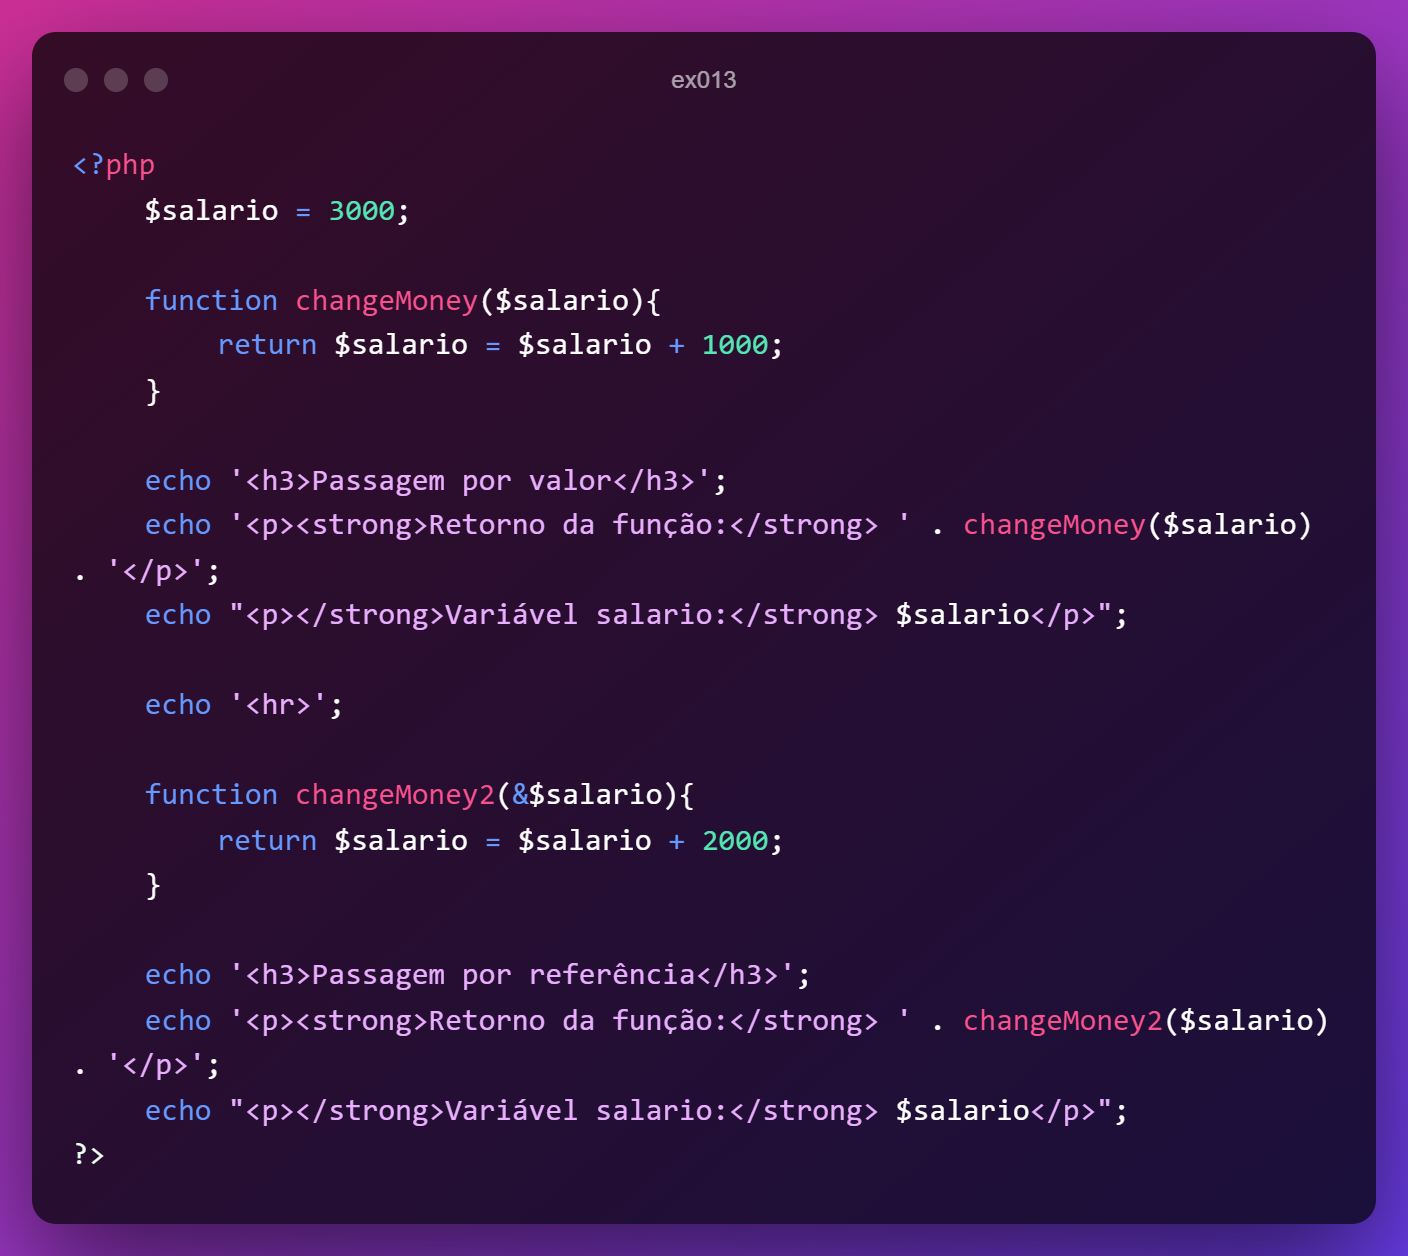 ex013
<?php
    $salario = 3000;

    function changeMoney($salario){
        return $salario = $salario + 1000;
    }

    echo '<h3>Passagem por valor</h3>';
    echo '<p><strong>Retorno da função:</strong> ' . changeMoney($salario)
. '</p>';
    echo "<p></strong>Variável salario:</strong> $salario</p>";

    echo '<hr>';

    function changeMoney2(&$salario){
        return $salario = $salario + 2000;
    }

    echo '<h3>Passagem por referência</h3>';
    echo '<p><strong>Retorno da função:</strong> ' . changeMoney2($salario)
. '</p>';
    echo "<p></strong>Variável salario:</strong> $salario</p>";
?>